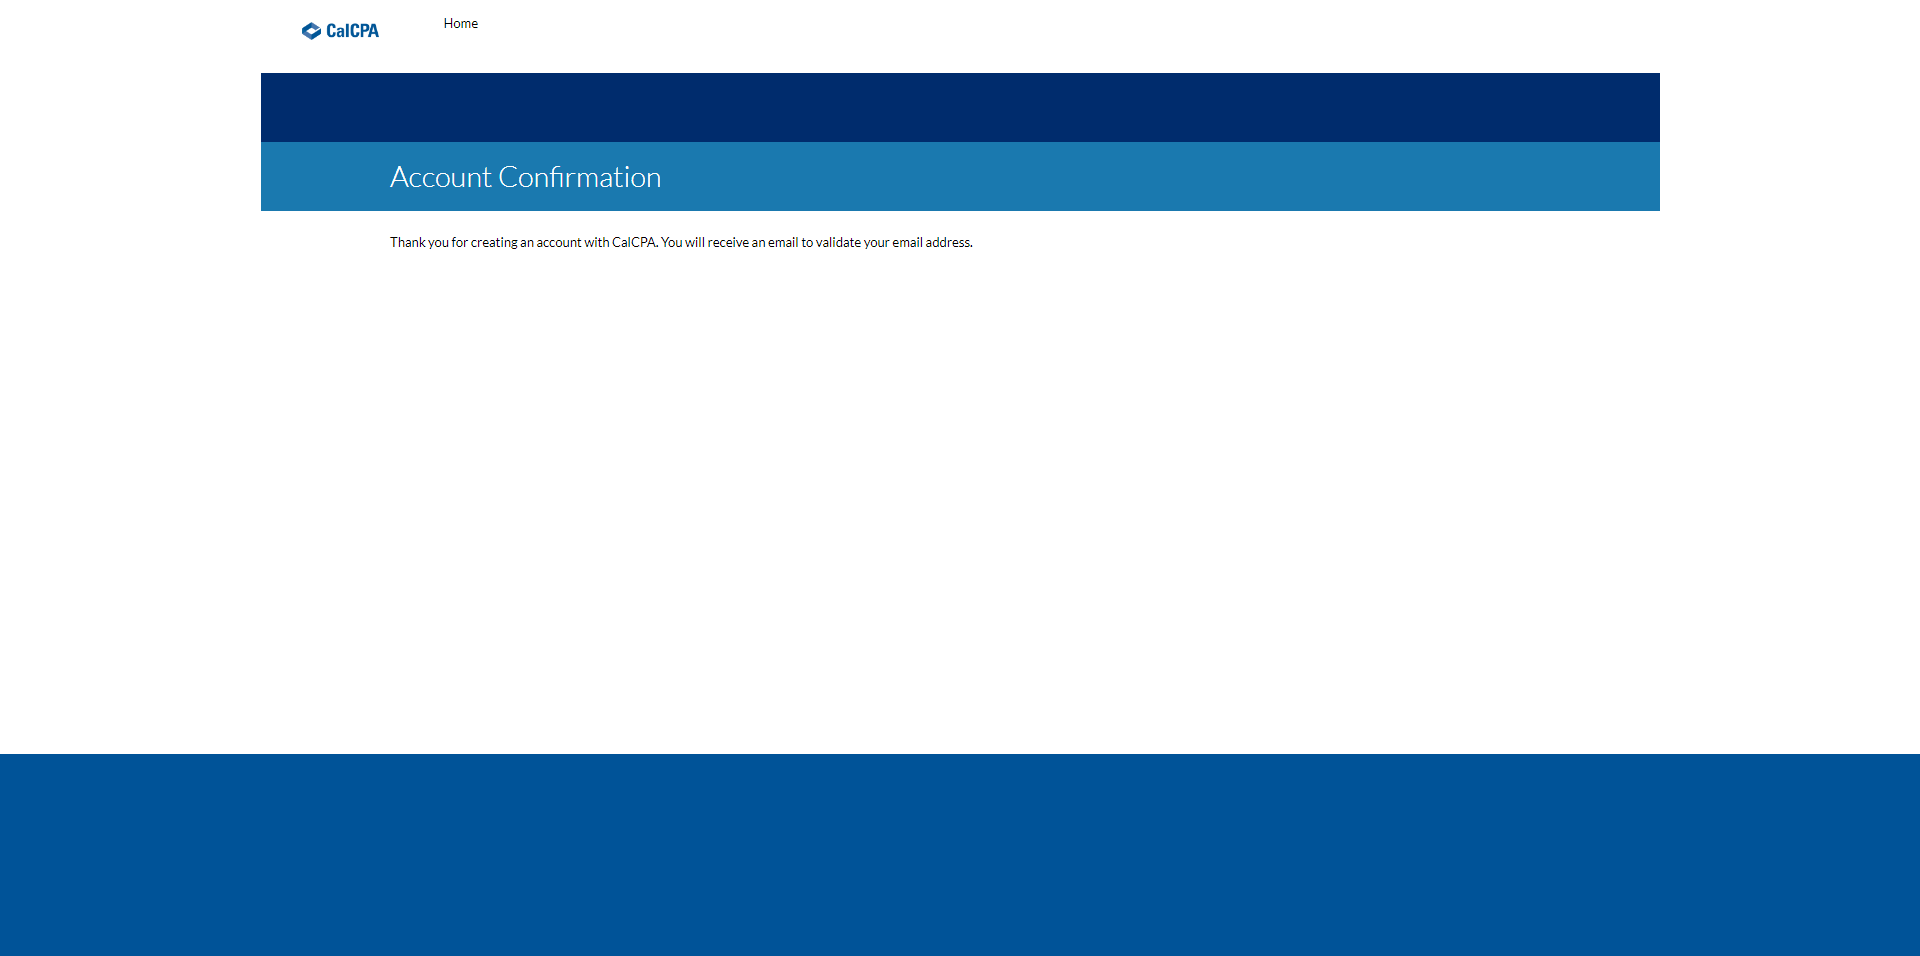 CalCPA
Home
Account Confirmation
Thank you for creating an account with CalCPA. You will receive an email to validate your email address.